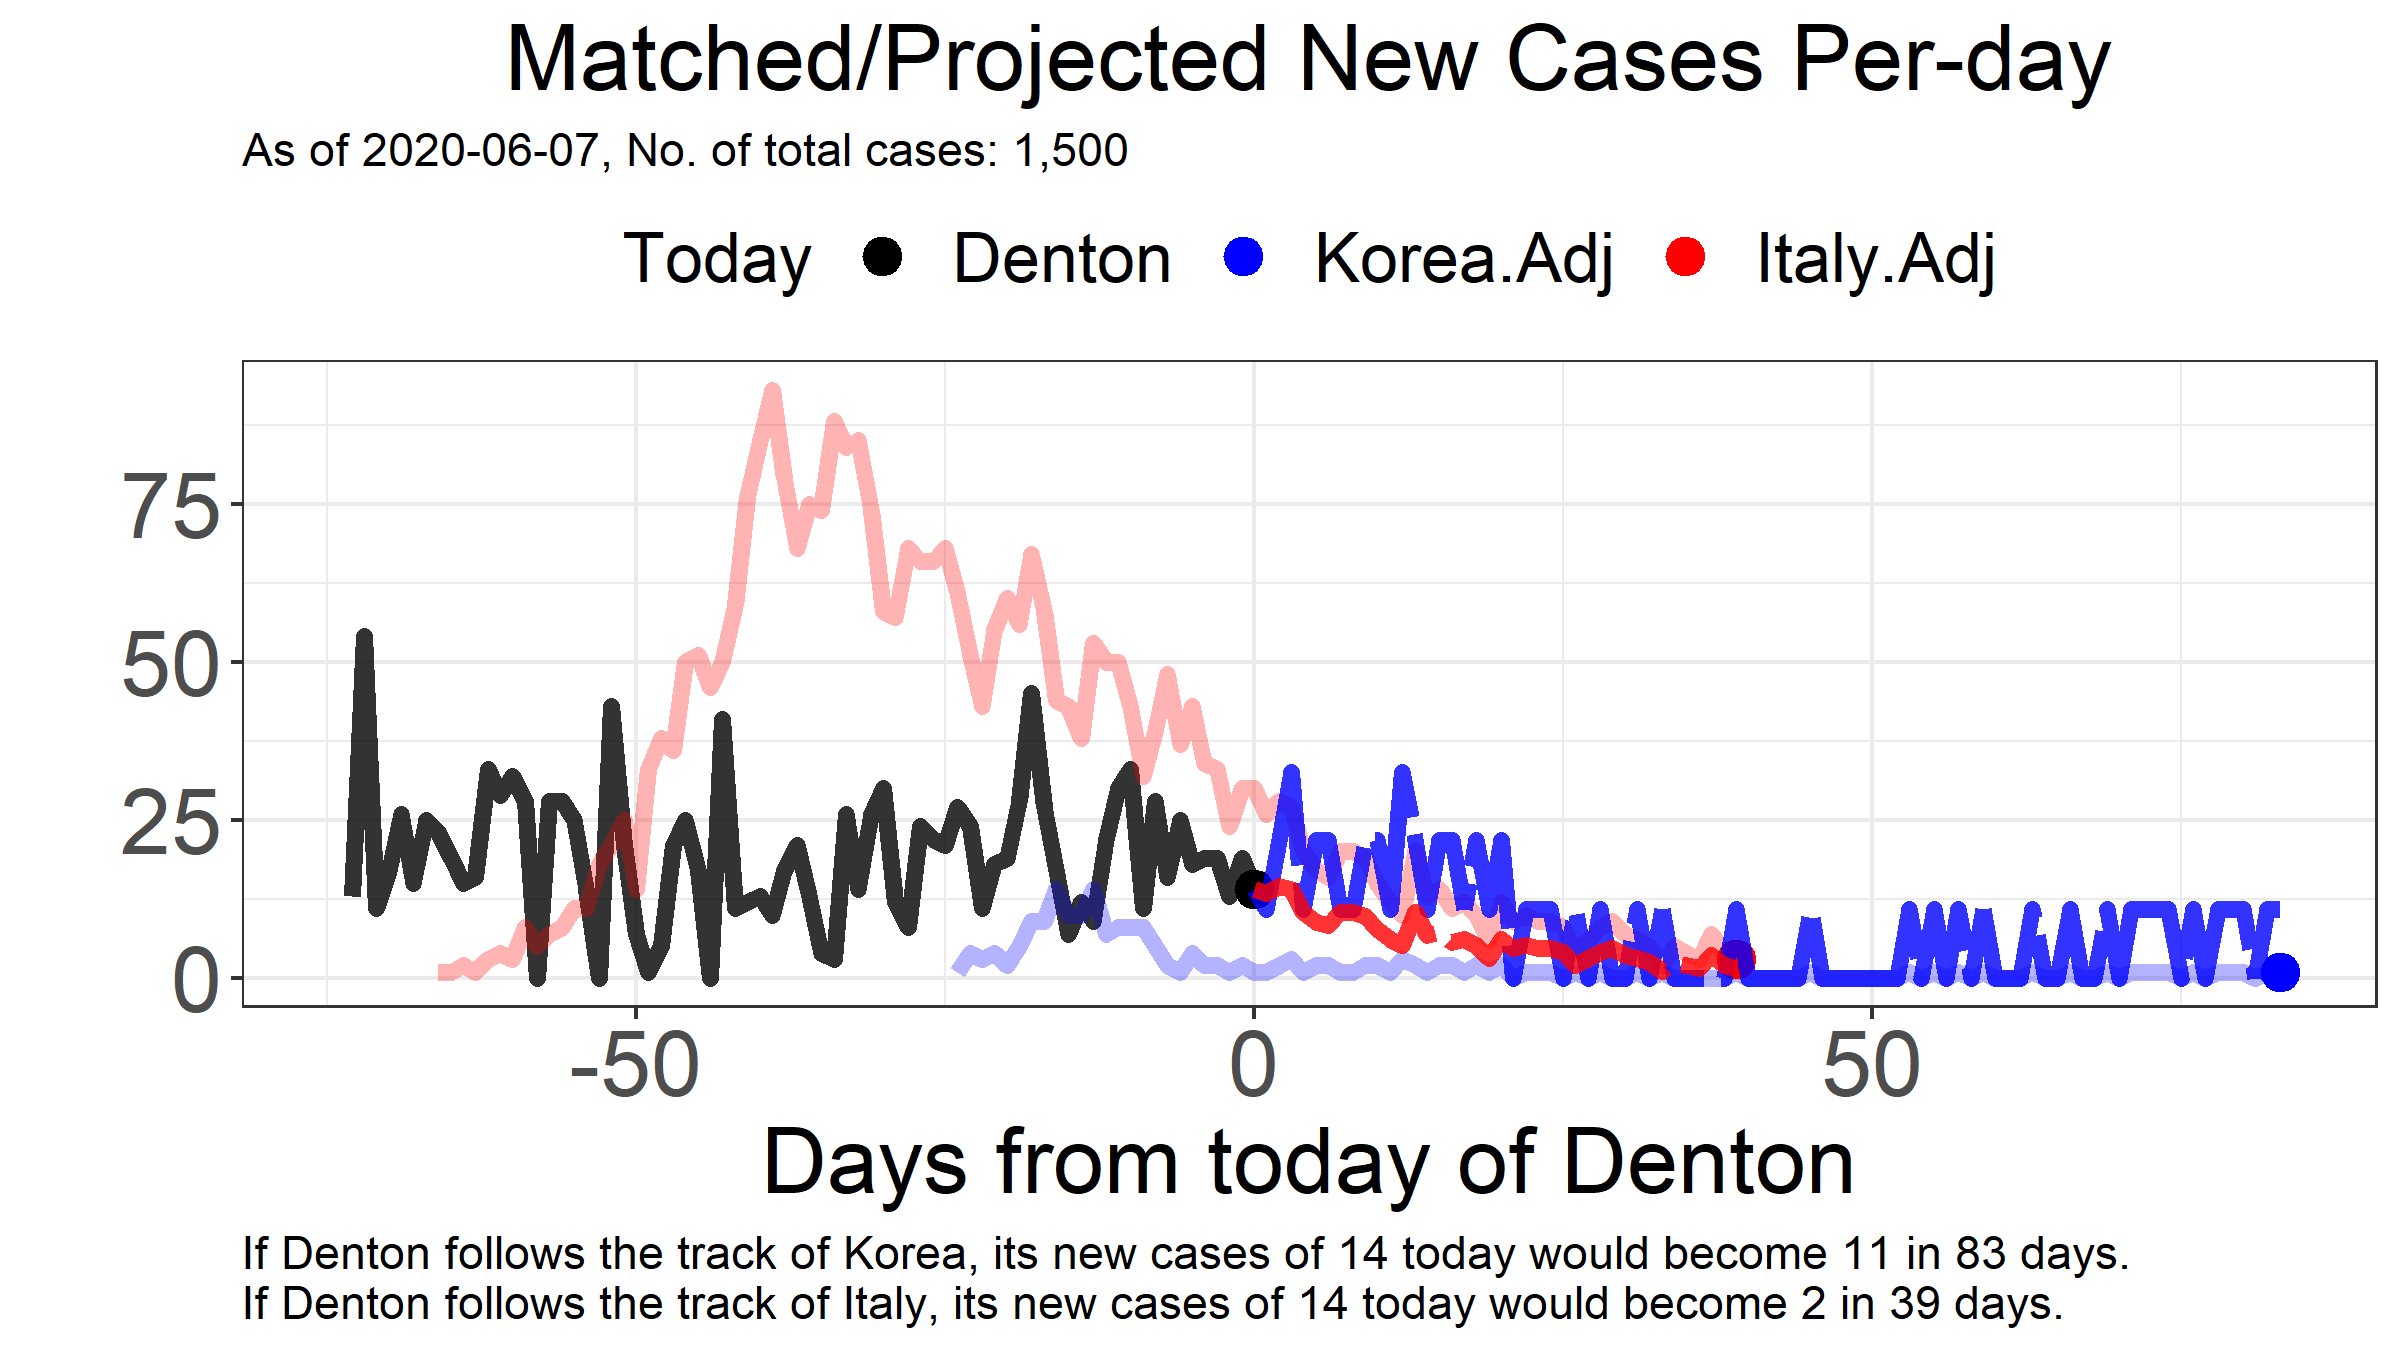 Matched/Projected New Cases Per-day
As of 2020-06-07, No. of total cases: 1,500
Today Denton Korea.Adj Italy.Adj
75
50
25
0
-50 0 50
Days from today of Denton
If Denton follows the track of Korea, its new cases of 14 today would become 11 in 83 days.
If Denton follows the track of Italy, its new cases of 14 today would become 2 in 39 days.